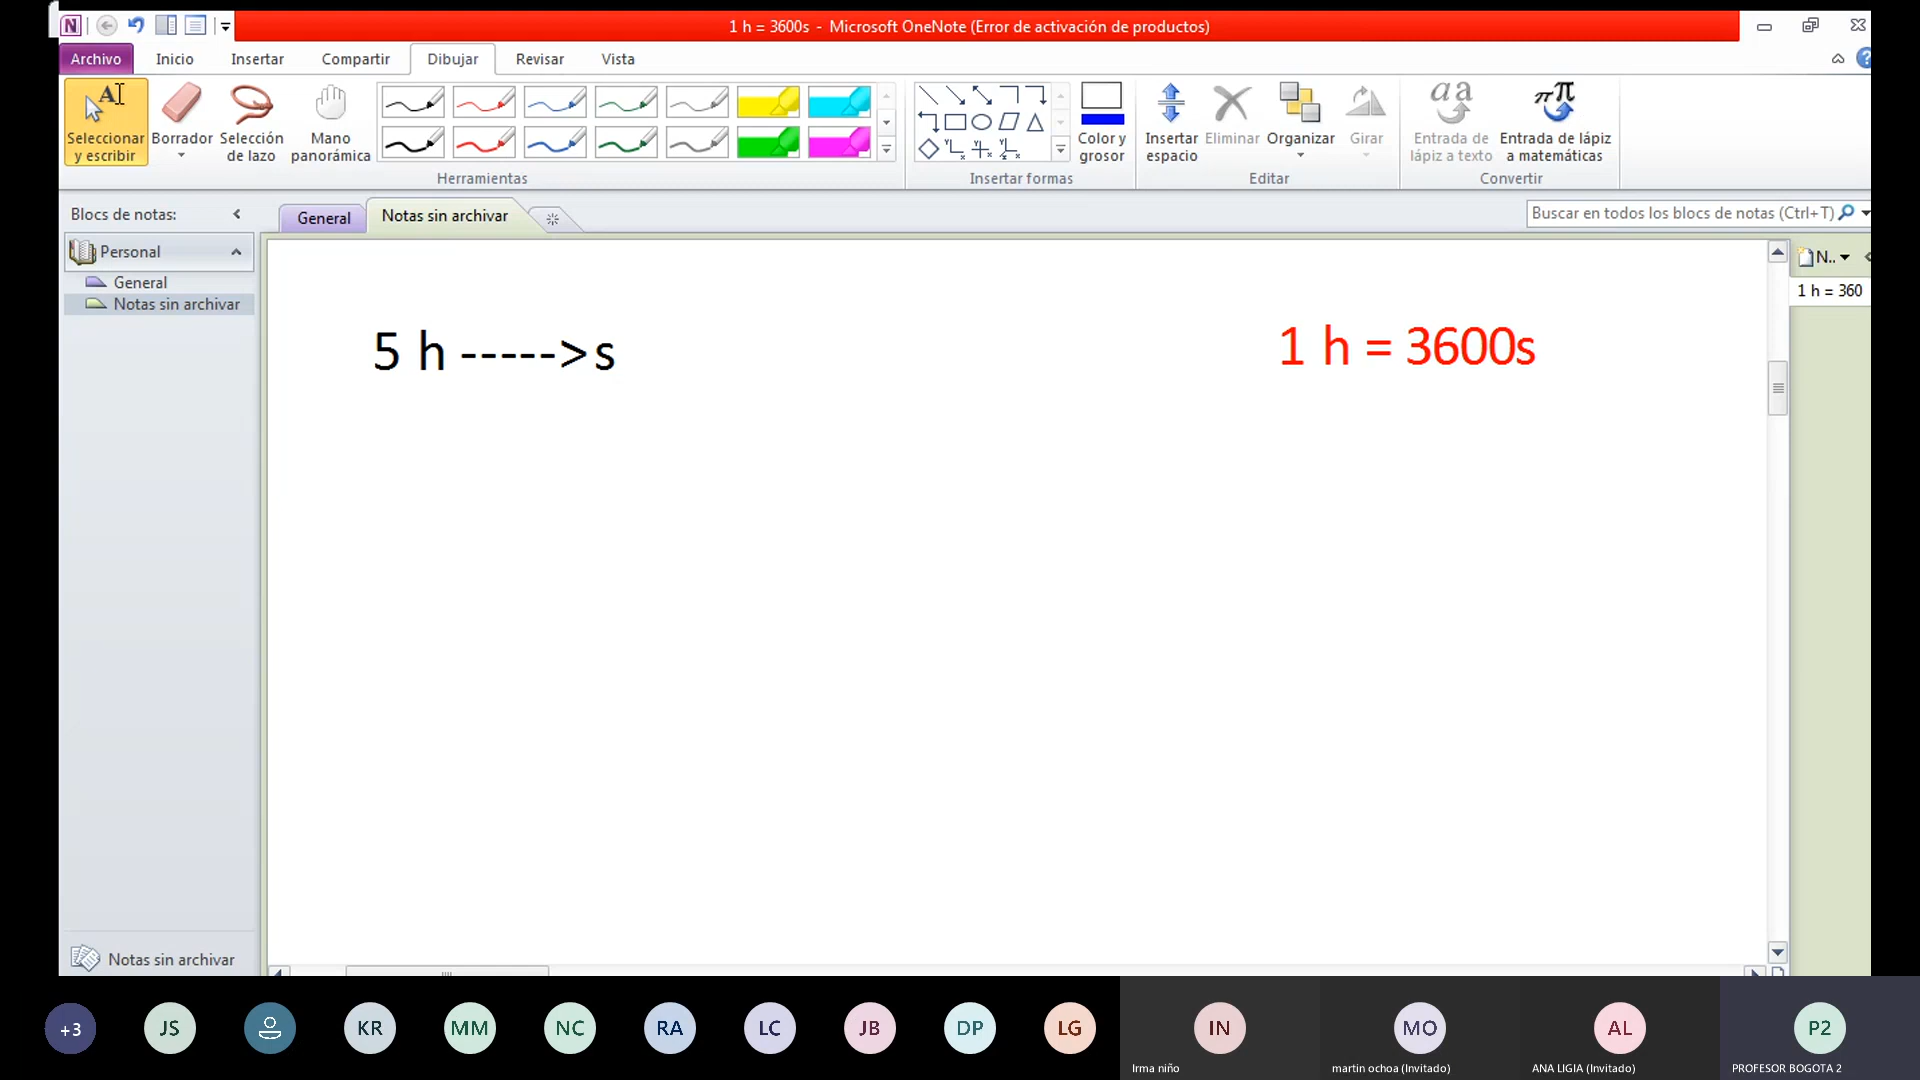 1 h = 3600s - Microsoft OneNote (Error de activación de productos)
Archivo Inicio Insertar Compartir Dibujar Revisar Vista
Seleccionar y escribir
Borrador
Selección de lazo
Mano panorámica
Color y grosor
Insertar espacio
Eliminar
Organizar
Girar
Entrada de lápiz a texto
Entrada de lápiz a matemáticas
Herramientas
Insertar formas
Editar
Convertir
Blocs de notas:
General
Notas sin archivar
Buscar en todos los blocs de notas (Ctrl+T)
Personal
General
Notas sin archivar
N..
1 h = 360
5 h ----->s
1 h = 3600s
Notas sin archivar
+3 JS KR MM NC RA LC JB DP LG IN MO AL P2
Irma niño
martin ochoa (Invitado)
ANA LIGIA (Invitado)
PROFESOR BOGOTA 2